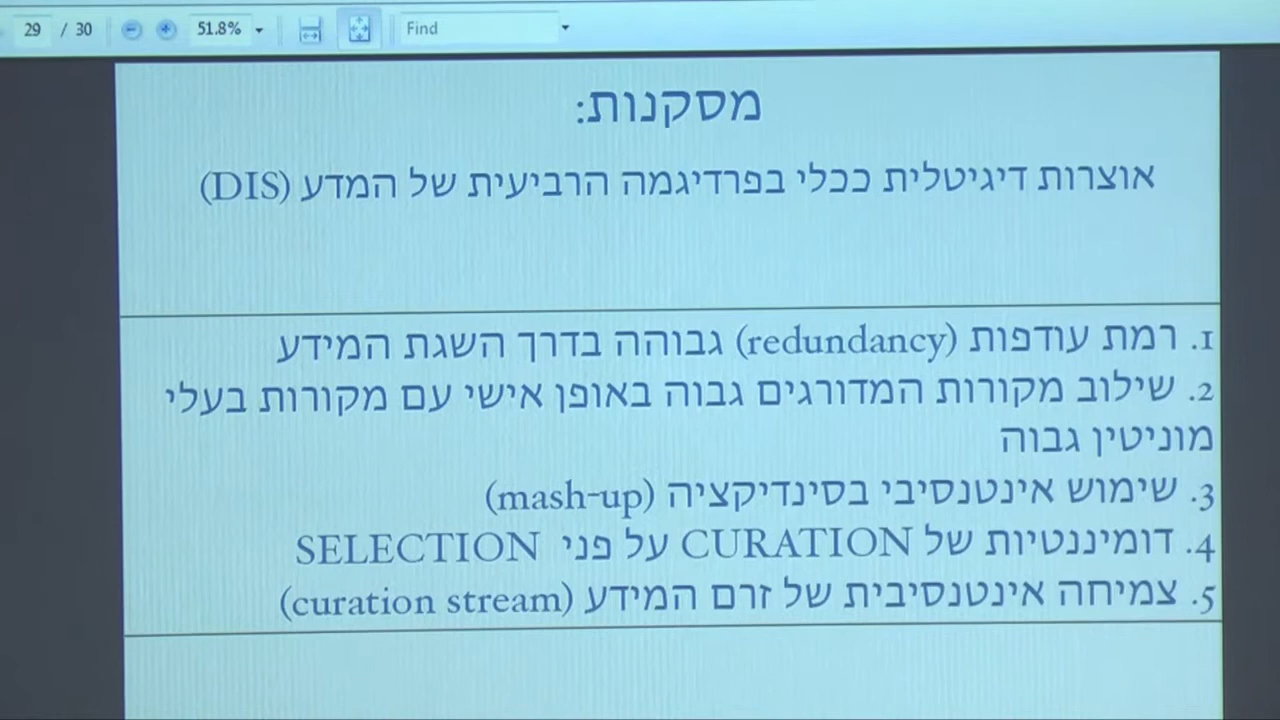 29 / 30 51.8% Find
מסקנות:
אוצרות דיגיטלית ככלי בפרדיגמה הרביעית של המדע (DIS)
1. רמת עודפות (redundancy) גבוהה בדרך השגת המידע
2. שילוב מקורות המדורגים גבוה באופן אישי עם מקורות בעלי
מוניטין גבוה
3. שימוש אינטנסיבי בסינדיקציה (mash-up)
4. דומיננטיות של CURATION על פני SELECTION
5. צמיחה אינטנסיבית של זרם המידע (curation stream)